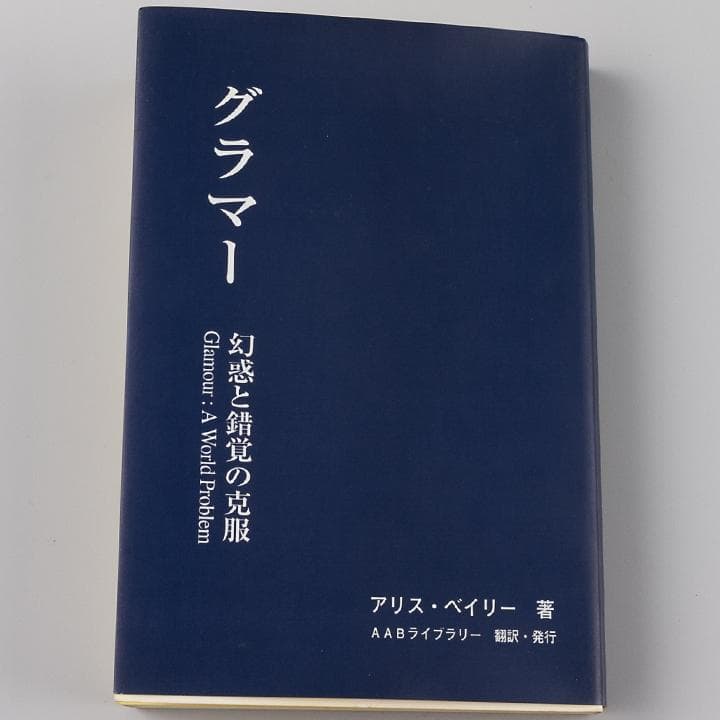 グラマー
幻惑と錯覚の克服
Glamour : A World Problem
アリス・ベイリー 著
AABライブラリー 翻訳・発行